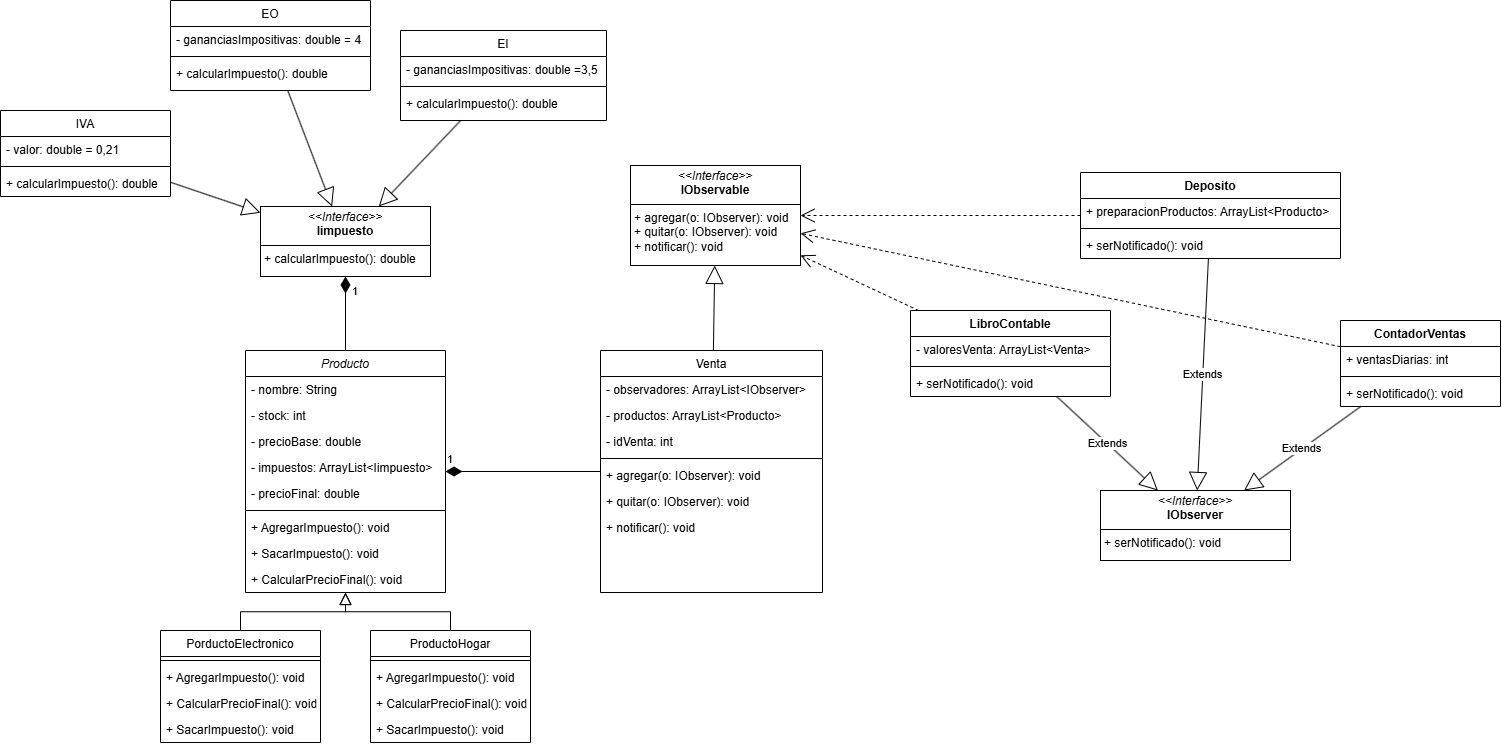 EO
- gananciasImpositivas: double = 4
+ calcularImpuesto(): double
EI
- gananciasImpositivas: double =3,5
+ calcularImpuesto(): double
IVA
- valor: double = 0,21
+ calcularImpuesto(): double
<<Interface>>
Iimpuesto
+ calcularImpuesto(): double
1
Producto
- nombre: String
- stock: int
- precioBase: double
- impuestos: ArrayList<Iimpuesto>
- precioFinal: double
+ AgregarImpuesto(): void
+ SacarImpuesto(): void
+ CalcularPrecioFinal(): void
1
PorductoElectronico
+ AgregarImpuesto(): void
+ CalcularPrecioFinal(): void
+ SacarImpuesto(): void
ProductoHogar
+ AgregarImpuesto(): void
+ CalcularPrecioFinal(): void
+ SacarImpuesto(): void
<<Interface>>
IObservable
+ agregar(o: IObserver): void
+ quitar(o: IObserver): void
+ notificar(): void
Venta
- observadores: ArrayList<IObserver>
- productos: ArrayList<Producto>
- idVenta: int
+ agregar(o: IObserver): void
+ quitar(o: IObserver): void
+ notificar(): void
Deposito
+ preparacionProductos: ArrayList<Producto>
+ serNotificado(): void
LibroContable
- valoresVenta: ArrayList<Venta>
+ serNotificado(): void
ContadorVentas
+ ventasDiarias: int
+ serNotificado(): void
Extends
Extends
Extends
<<Interface>>
IObserver
+ serNotificado(): void